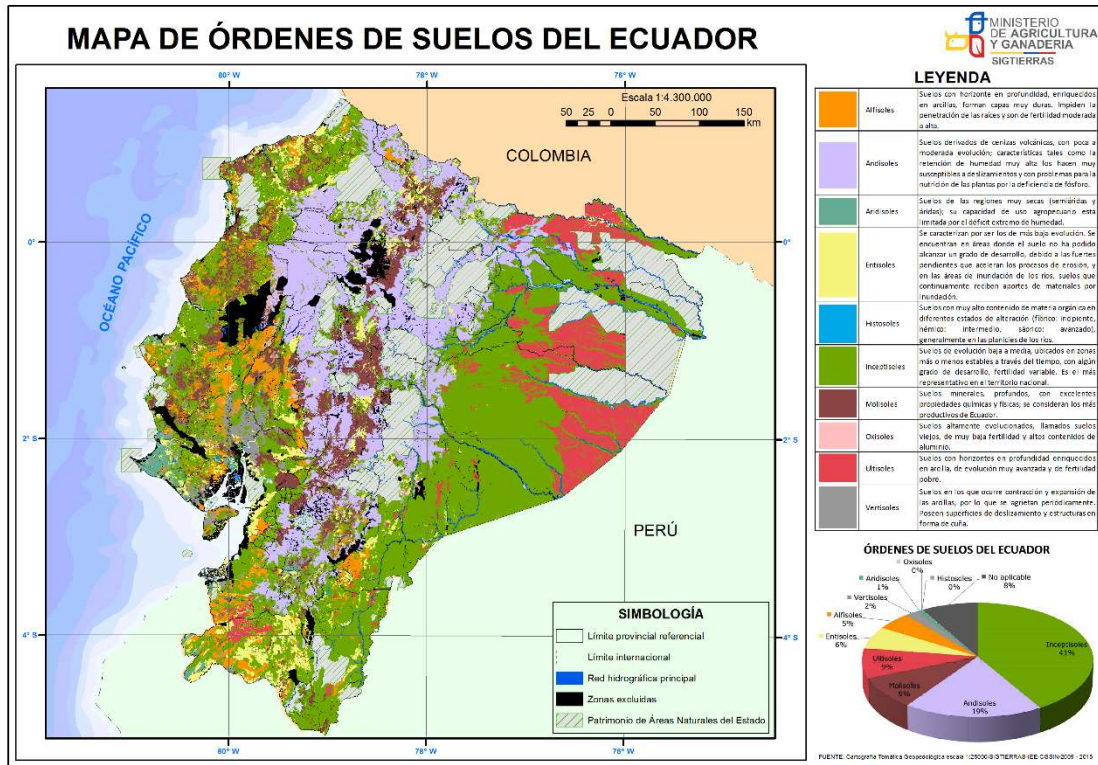 MAPA DE ÓRDENES DE SUELOS DEL ECUADOR
MINISTERIO
DE AGRICULTURA
Y GANADERIA
SIGTIERRAS
80° W
78° W
76° W
Escala 1:4.300.000
50 25 0 50 100 150
km
COLOMBIA
OCÉANO PACÍFICO
0°
0°
2° S
2° S
PERÚ
4° S
4° S
80° W
78° W
76° W
SIMBOLOGÍA
Límite provincial referencial
Límite internacional
Red hidrográfica principal
Zonas excluidas
Patrimonio de Áreas Naturales del Estado
LEYENDA
Alfisoles
Suelos con horizonte en profundidad, enriquecidos
en arcillas, forman capas muy duras. Impiden la
penetración de las raíces y son de fertilidad moderada
a alta.
Andisoles
Suelos derivados de cenizas volcánicas, con poca a
moderada evolución; características tales como la
retención de humedad muy alta los hacen muy
susceptibles a deslizamientos y con problemas para la
nutrición de las plantas por la deficiencia de fósforo.
Aridisoles
Suelos de las regiones muy secas (semiáridas y
áridas); su capacidad de uso agropecuario esta
limitada por el déficit extremo de humedad.
Entisoles
Se caracterizan por ser los de más baja evolución. Se
encuentran en áreas donde el suelo no ha podido
alcanzar un grado de desarrollo, debido a las fuertes
pendientes que aceleran los procesos de erosión, y
en las áreas de inundación de los ríos, suelos que
continuamente reciben aportes de materiales por
inundación.
Histosoles
Suelos con muy alto contenido de materia orgánica en
diferentes estados de alteración (fíbrico: incipiente,
hémico: intermedio, sáprico: avanzado),
generalmente en las planicies de los ríos.
Inceptisoles
Suelos de evolución baja a media, ubicados en zonas
más o menos estables a través del tiempo, con algún
grado de desarrollo, fertilidad variable. Es el más
representativo en el territorio nacional.
Molisoles
Suelos minerales, profundos, con excelentes
propiedades químicas y físicas; se consideran los más
productivos de Ecuador.
Oxisoles
Suelos altamente evolucionados, llamados suelos
viejos, de muy baja fertilidad y altos contenidos de
aluminio.
Ultisoles
Suelos con horizontes en profundidad enriquecidos
en arcilla, de evolución muy avanzada y de fertilidad
pobre.
Vertisoles
Suelos en los que ocurre contracción y expansión de
las arcillas, por lo que se agrietan periódicamente.
Poseen superficies de deslizamiento y estructuras en
forma de cuña.
ÓRDENES DE SUELOS DEL ECUADOR
Oxisoles
0%
Aridisoles
1%
Histosoles
0%
No aplicable
8%
Vertisoles
2%
Alfisoles
5%
Entisoles
6%
Ultisoles
9%
Molisoles
9%
Andisoles
19%
Inceptisoles
41%
FUENTE: Cartografía Temática Geopedológica escala